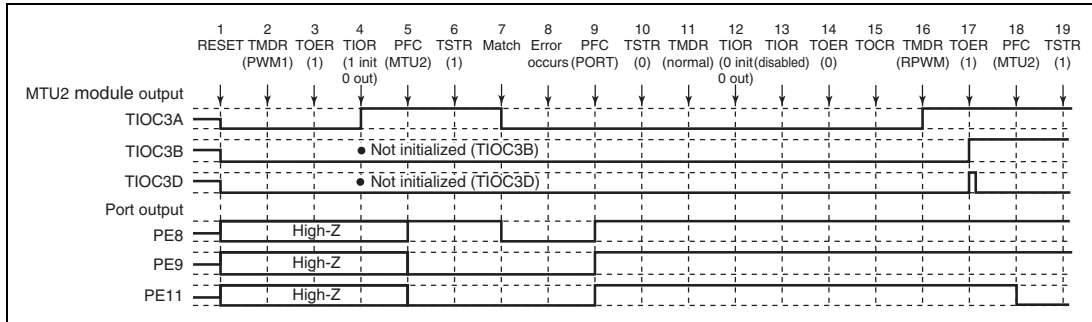 1 2 3 4 5 6 7 8 9 10 11 12 13 14 15 16 17 18 19
RESET TMDR TOER TIOR PFC TSTR Match Error PFC TSTR TMDR TIOR TIOR TOER TOCR TMDR TOER PFC TSTR
(PWM1) (1) (1 init (MTU2) (1) occurs (PORT) (0) (normal) (0 init (disabled) (0) (RPWM) (1) (MTU2) (1)
0 out) 0 out)
MTU2 module output
TIOC3A
TIOC3B • Not initialized (TIOC3B)
TIOC3D • Not initialized (TIOC3D)
Port output
PE8 High-Z
PE9 High-Z
PE11 High-Z